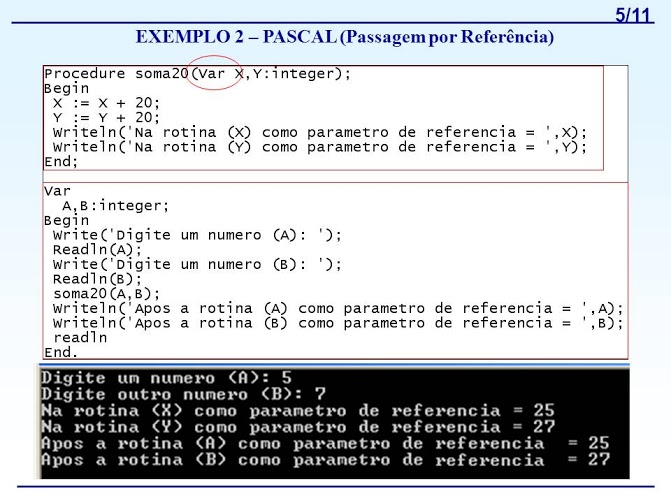 5/11
EXEMPLO 2 – PASCAL (Passagem por Referência)
Procedure soma20(Var X,Y:integer);
Begin
X := X + 20;
Y := Y + 20;
Writeln('Na rotina (X) como parametro de referencia = ',X);
Writeln('Na rotina (Y) como parametro de referencia = ',Y);
End;
Var
A,B:integer;
Begin
Write('Digite um numero (A): ');
Readln(A);
Write('Digite um numero (B): ');
Readln(B);
soma20(A,B);
Writeln('Apos a rotina (A) como parametro de referencia = ',A);
Writeln('Apos a rotina (B) como parametro de referencia = ',B);
readln
End.
Digite um numero (A): 5
Digite outro numero (B): 7
Na rotina (X) como parametro de referencia = 25
Na rotina (Y) como parametro de referencia = 27
Apos a rotina (A) como parametro de referencia = 25
Apos a rotina (B) como parametro de referencia = 27